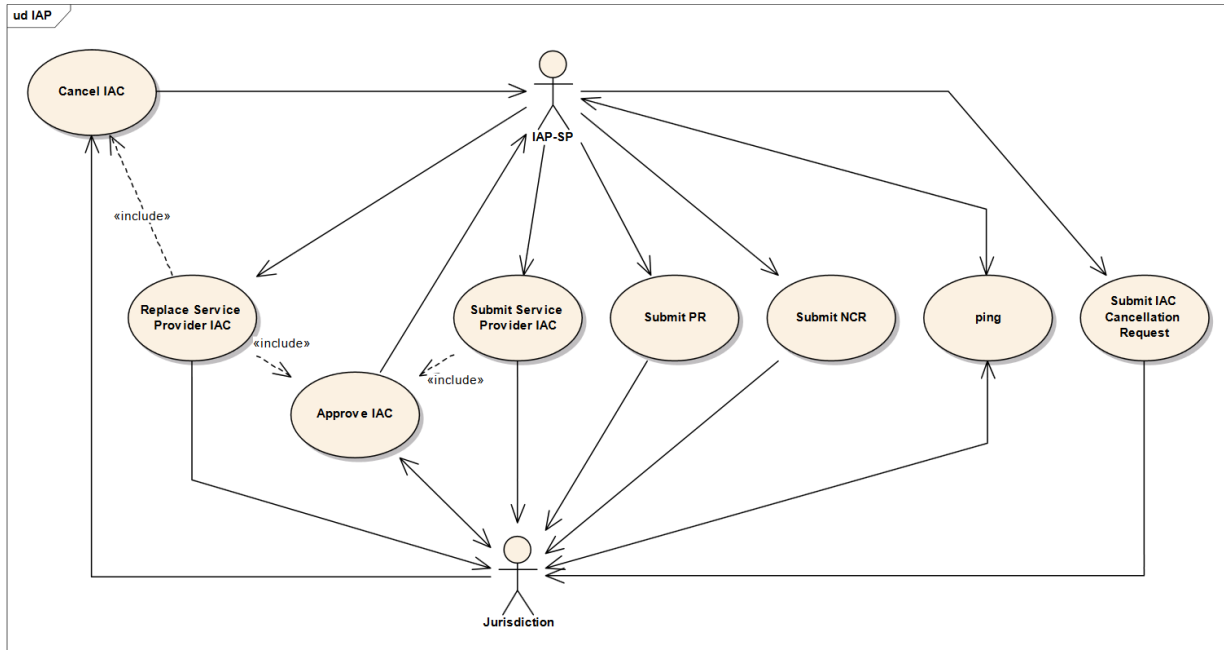 ud IAP
Cancel IAC
IAP-SP
«include»
Replace Service
Provider IAC
Submit Service
Provider IAC
Submit PR
Submit NCR
ping
Submit IAC
Cancellation
Request
«include»
«include»
Approve IAC
Jurisdiction